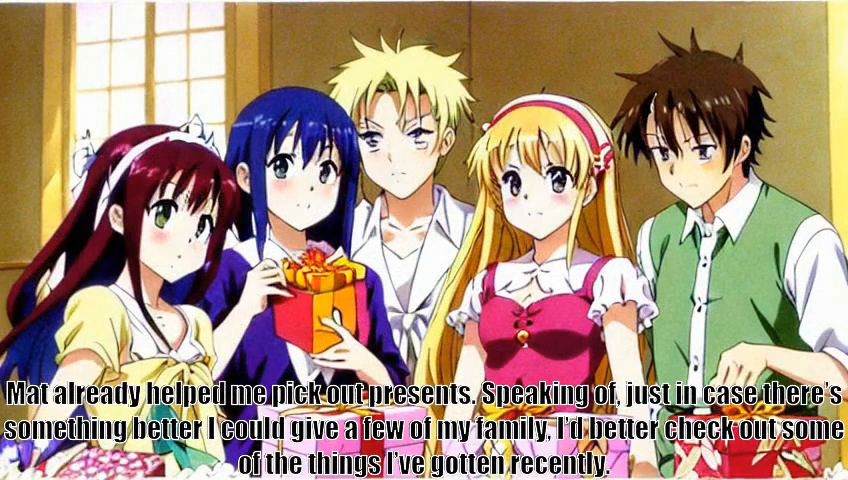 Mat already helped me pick out presents. Speaking of, just in case there's
something better I could give a few of my family, I'd better check out some
of the things I've gotten recently.